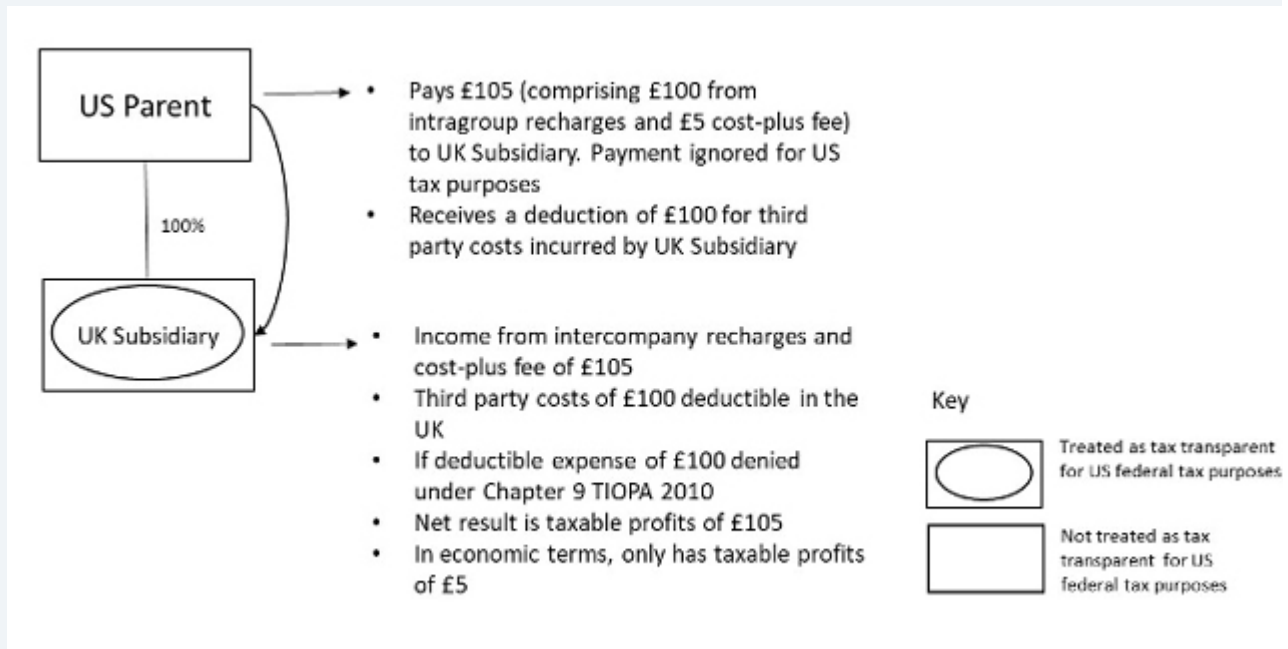 US Parent
100%
UK Subsidiary
• Pays £105 (comprising £100 from
intragroup recharges and £5 cost-plus fee)
to UK Subsidiary. Payment ignored for US
tax purposes
• Receives a deduction of £100 for third
party costs incurred by UK Subsidiary
• Income from intercompany recharges and
cost-plus fee of £105
• Third party costs of £100 deductible in the
UK
• If deductible expense of £100 denied
under Chapter 9 TIOPA 2010
• Net result is taxable profits of £105
• In economic terms, only has taxable profits
of £5
Key
Treated as tax transparent
for US federal tax purposes
Not treated as tax
transparent for US
federal tax purposes